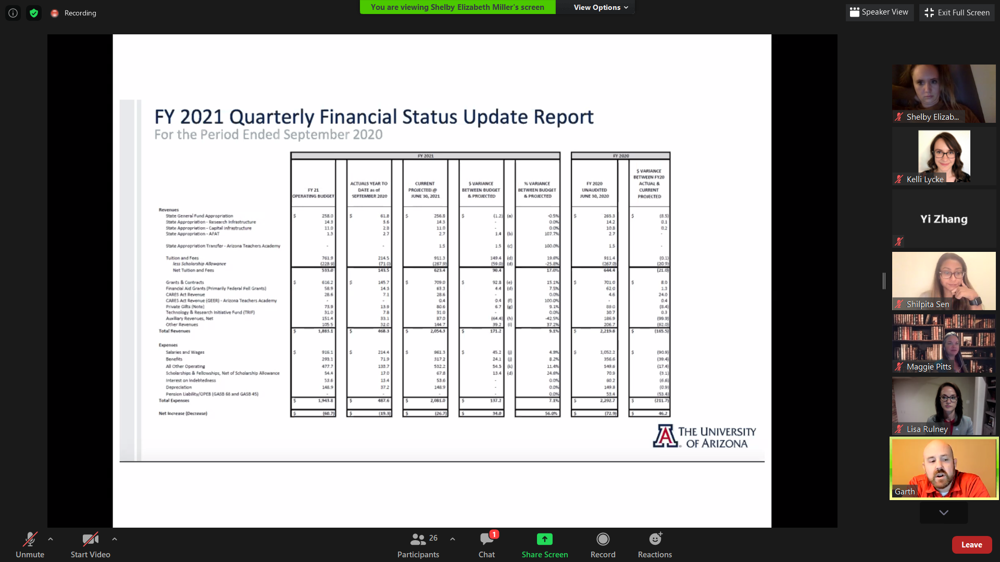 Recording
You are viewing Shelby Elizabeth Miller's screen
View Options
Speaker View
Exit Full Screen
FY 2021 Quarterly Financial Status Update Report
For the Period Ended September 2020
FY 2021 FY 2020
FY 21 OPERATING BUDGET
ACTUALS YEAR TO DATE as of SEPTEMBER 2020
CURRENT PROJECTED @ JUNE 30, 2021
$ VARIANCE BETWEEN BUDGET & PROJECTED
% VARIANCE BETWEEN BUDGET & PROJECTED
FY 2020 UNAUDITED JUNE 30, 2020
$ VARIANCE BETWEEN FY20 ACTUAL & CURRENT PROJECTED
Revenues
State General Fund Appropriation $ 258.0 $ 61.8 $ 256.8 $ (1.2) (a) -0.5% $ 265.3 $ (8.5)
State Appropriation - Research Infrastructure 14.3 3.6 14.3 - 0.0% 14.2 0.1
State Appropriation - Capital Infrastructure 11.0 2.8 11.0 - 0.0% 10.8 0.2
State Appropriation - AFAT 1.3 2.7 2.7 1.4 (b) 107.7% 2.7 -
State Appropriation Transfer - Arizona Teachers Academy - - 1.5 1.5 (c) 100.0% 1.5 -
Tuition and Fees 761.9 214.5 911.3 149.4 (d) 19.6% 911.4 (0.1)
less Scholarship Allowance (228.9) (71.0) (287.9) (59.0) (d) -25.8% (267.0) (20.9)
Net Tuition and Fees 533.0 143.5 623.4 90.4 17.0% 644.4 (21.0)
Grants & Contracts $ 616.2 $ 145.7 $ 709.0 $ 92.8 (e) 15.1% $ 701.0 $ 8.0
Financial Aid Grants (Primarily Federal Pell Grants) 58.9 14.3 63.3 4.4 (d) 7.5% 62.0 1.3
CARES Act Revenue 28.6 7.1 28.6 - 0.0% 4.6 24.0
CARES Act Revenue (GEER) - Arizona Teachers Academy - - 0.4 0.4 (f) 100.0% - 0.4
Private Gifts (Note) 73.9 13.9 80.6 6.7 (g) 9.1% 89.0 (8.4)
Technology & Research Initiative Fund (TRIF) 31.0 7.8 31.0 - 0.0% 30.7 0.3
Auxiliary Revenues, Net 151.4 33.1 87.0 (64.4) (h) -42.5% 186.9 (99.9)
Other Revenues 105.5 32.0 144.7 39.2 (i) 37.2% 206.7 (62.0)
Total Revenues $ 1,883.1 $ 468.3 $ 2,054.3 $ 171.2 9.1% $ 2,219.8 $ (165.5)
Expenses
Salaries and Wages $ 916.1 $ 214.4 $ 961.3 $ 45.2 (j) 4.9% $ 1,052.2 $ (90.9)
Benefits 293.1 71.9 317.2 24.1 (j) 8.2% 356.6 (39.4)
All Other Operating 477.7 133.7 532.2 54.5 (k) 11.4% 549.6 (17.4)
Scholarships & Fellowships, Net of Scholarship Allowance 54.4 17.0 67.8 13.4 (d) 24.6% 70.9 (3.1)
Interest on Indebtedness 53.6 13.4 53.6 - 0.0% 60.2 (6.6)
Depreciation 148.9 37.2 148.9 - 0.0% 149.8 (0.9)
Pension Liability/OPEB (GASB 68 and GASB 45) - - - - 0.0% 53.4 (53.4)
Total Expenses $ 1,943.8 $ 487.6 $ 2,081.0 $ 137.2 7.1% $ 2,292.7 $ (211.7)
Net Increase (Decrease) $ (60.7) $ (19.3) $ (26.7) $ 34.0 56.0% $ (72.9) $ 46.2
A THE UNIVERSITY
OF ARIZONA
Shelby Elizab...
Kelli Lycke
Yi Zhang
Shilpita Sen
Maggie Pitts
Lisa Rulney
Garth
Unmute
Start Video
26
Participants
1
Chat
Share Screen
Record
Reactions
Leave